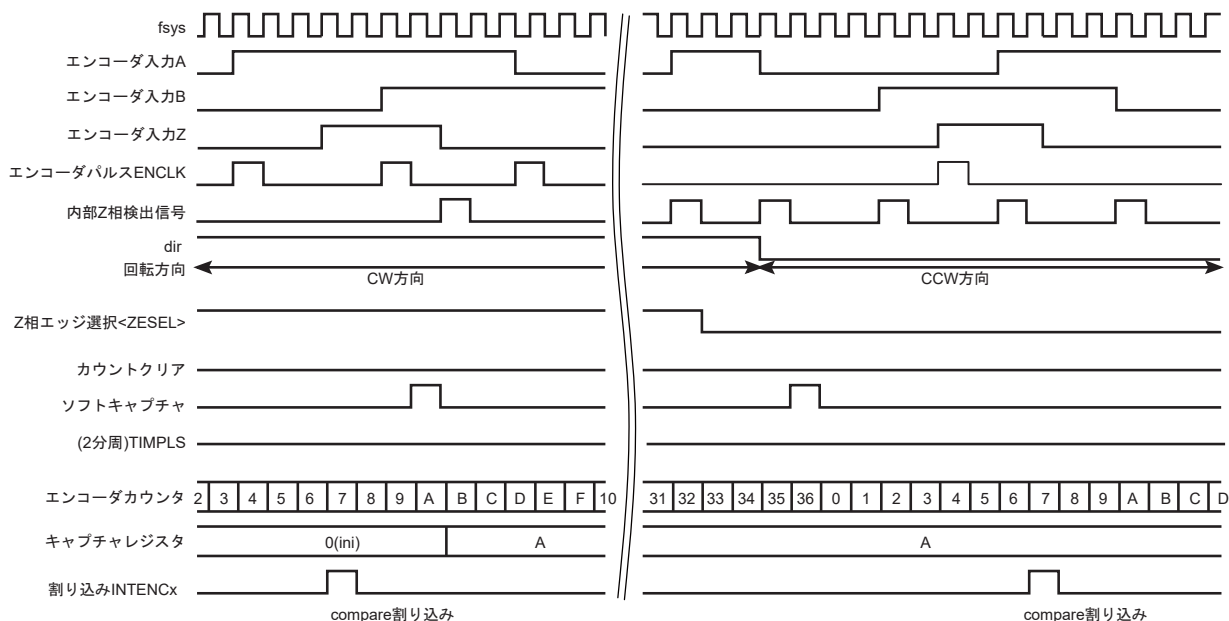 fsys
エンコーダ入力A
エンコーダ入力B
エンコーダ入力Z
エンコーダパルスENCLK
内部Z相検出信号
dir
回転方向
CW方向
CCW方向
Z相エッジ選択<ZESEL>
カウントクリア
ソフトキャプチャ
(2分周)TIMPLS
エンコーダカウンタ 2 3 4 5 6 7 8 9 A B C D E F 10 31 32 33 34 35 36 0 1 2 3 4 5 6 7 8 9 A B C D
キャプチャレジスタ 0(ini) A A
割り込みINTENCx
compare割り込み compare割り込み